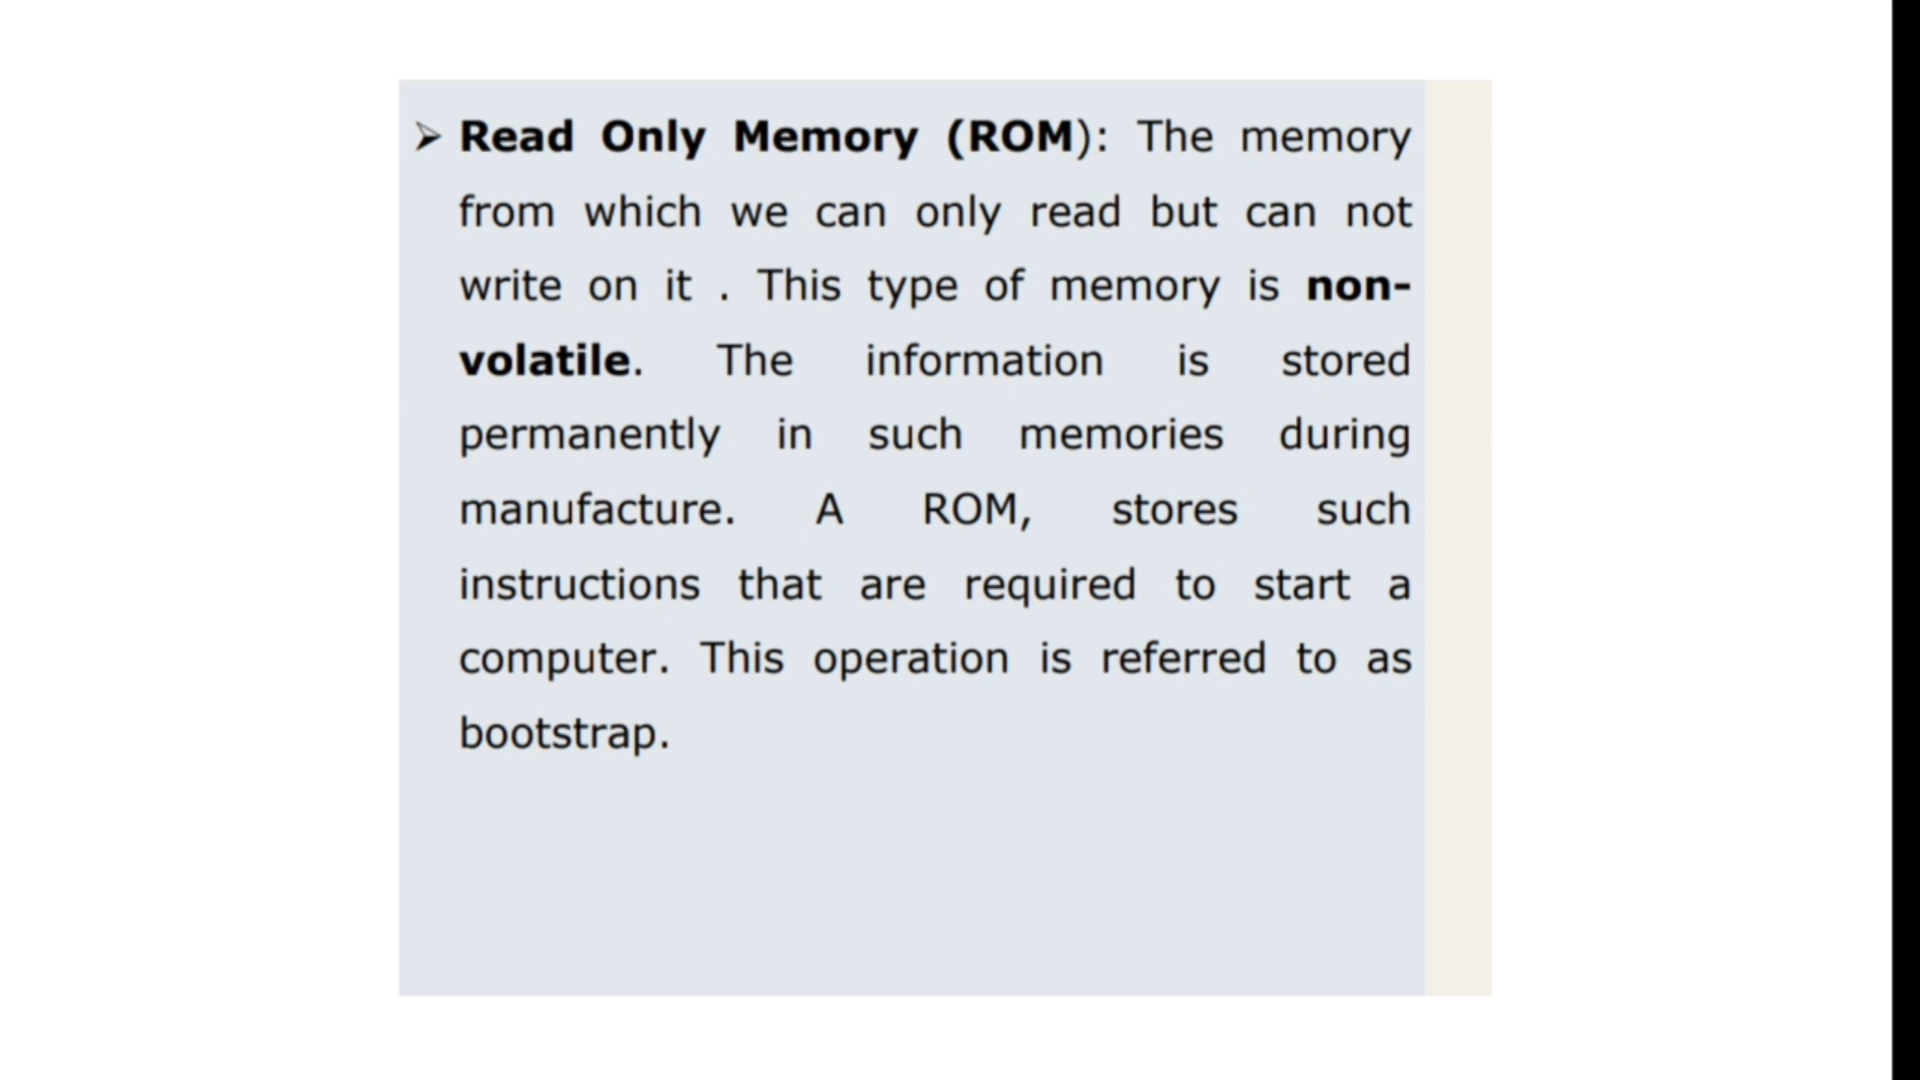 ➢ Read Only Memory (ROM): The memory
from which we can only read but can not
write on it . This type of memory is non-
volatile. The information is stored
permanently in such memories during
manufacture. A ROM, stores such
instructions that are required to start a
computer. This operation is referred to as
bootstrap.